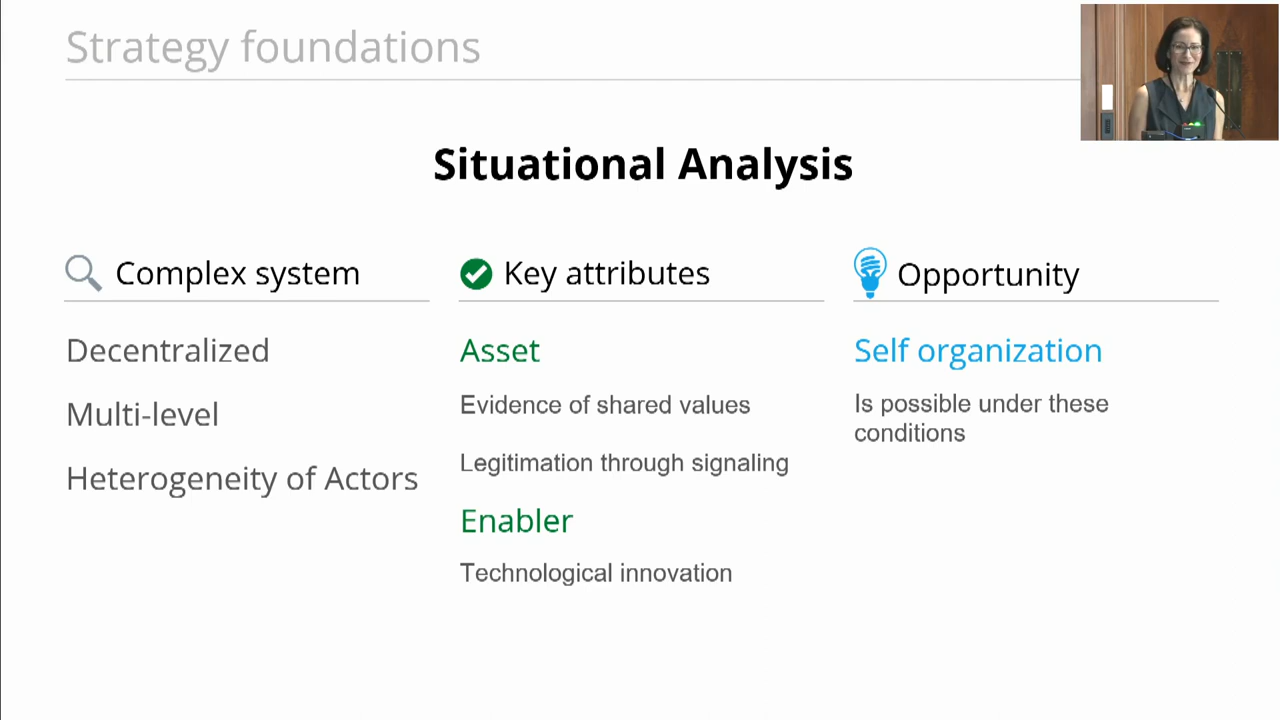 Strategy foundations
Situational Analysis
Complex system
Decentralized
Multi-level
Heterogeneity of Actors
Key attributes
Asset
Evidence of shared values
Legitimation through signaling
Enabler
Technological innovation
Opportunity
Self organization
Is possible under these
conditions